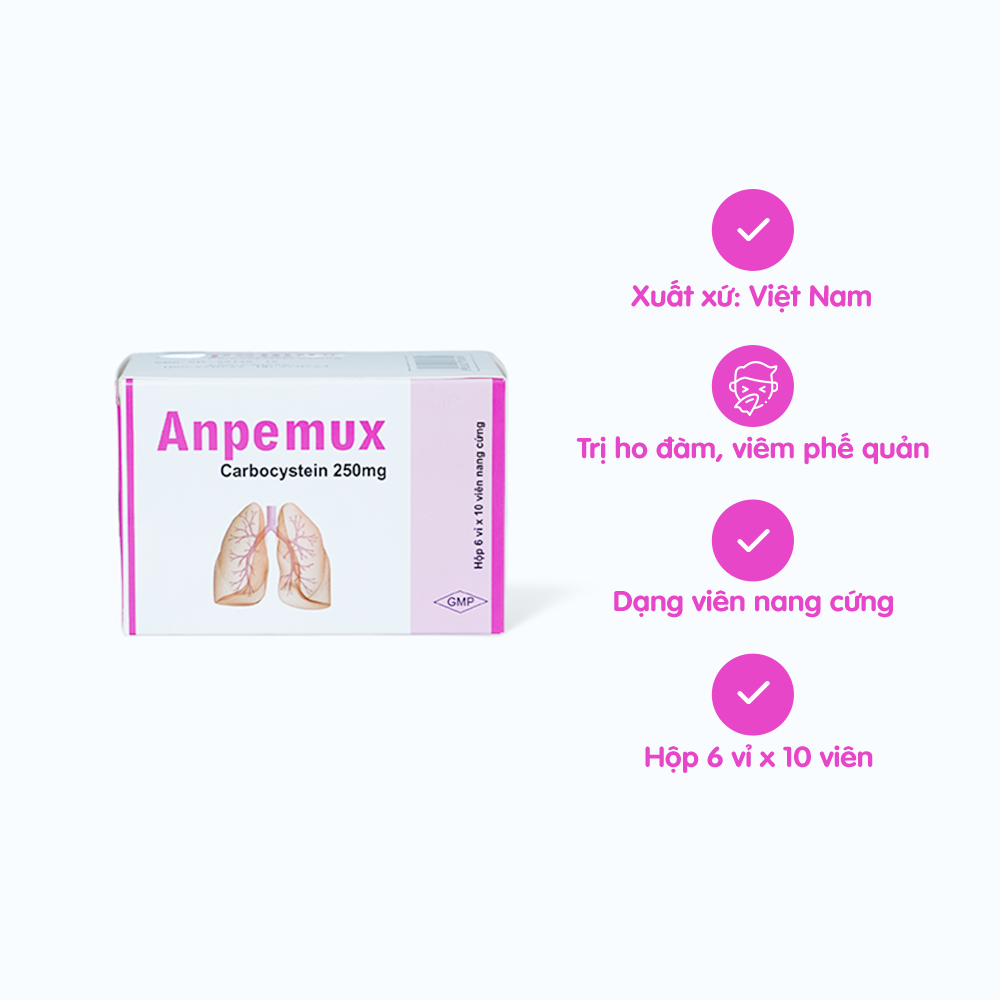 Anpemux
Carbocystein 250mg
Hộp 6 vỉ x 10 viên nang cứng
GMP
Xuất xứ: Việt Nam
Trị ho đàm, viêm phế quản
Dạng viên nang cứng
Hộp 6 vỉ x 10 viên